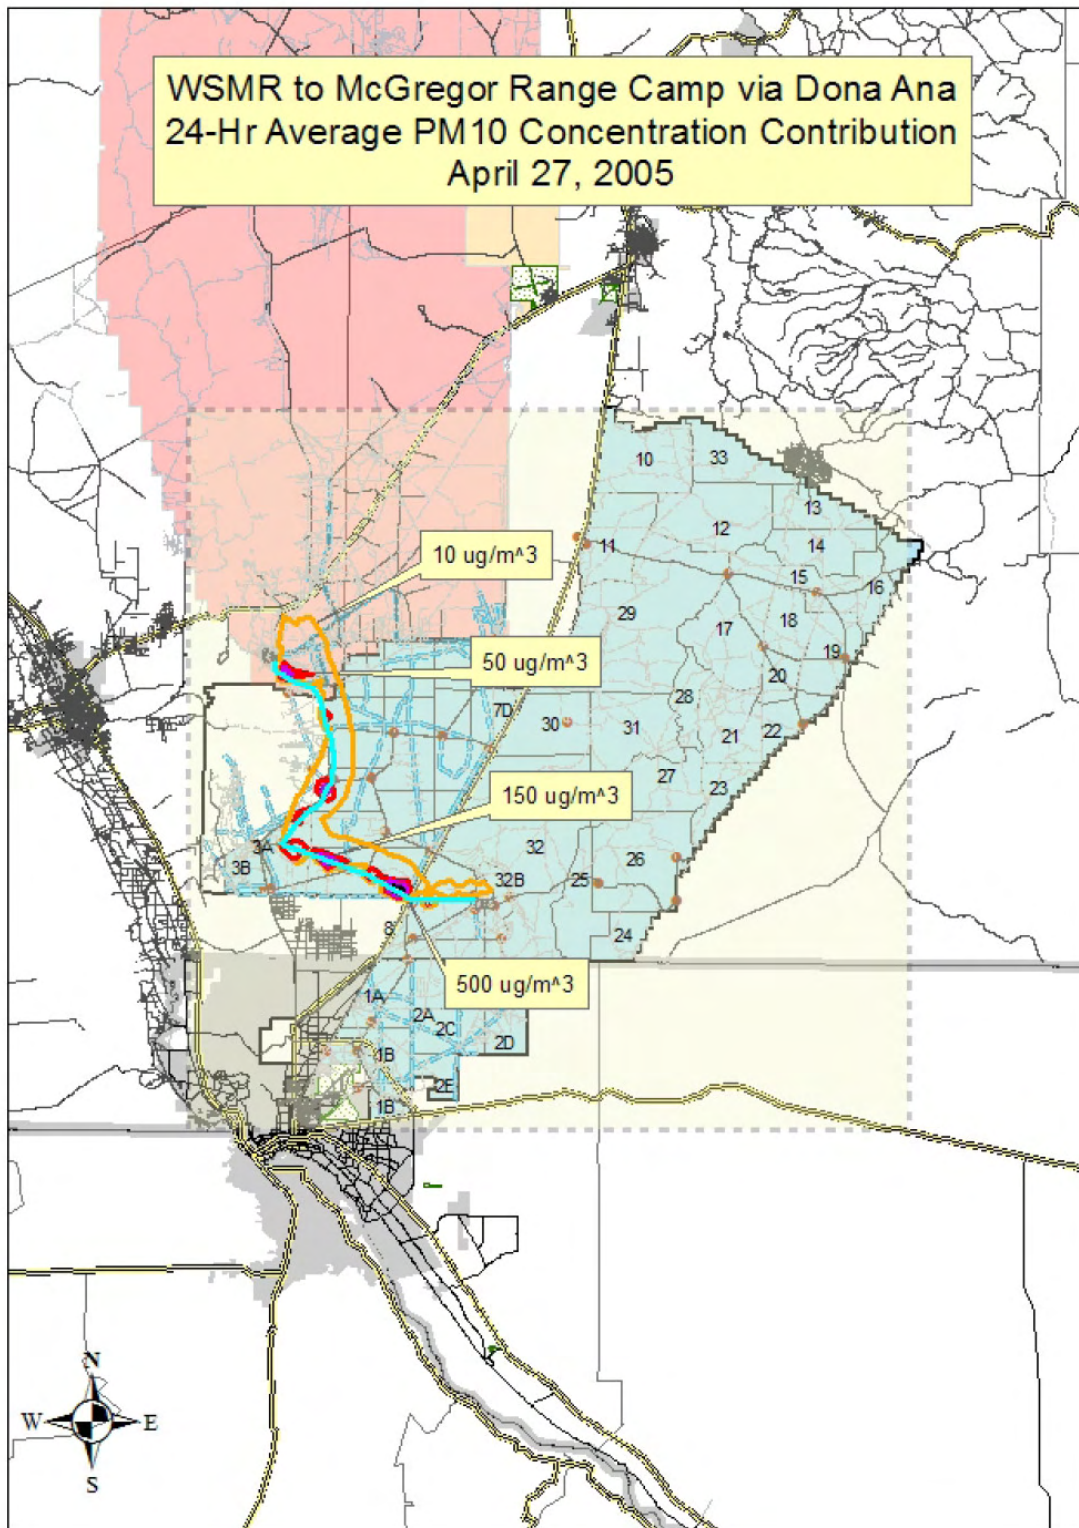 WSMR to McGregor Range Camp via Dona Ana
24-Hr Average PM10 Concentration Contribution
April 27, 2005
10
33
13
12
10 ug/m^3
11
14
15
16
29
17
18
50 ug/m^3
19
20
28
7D
30
31
21
22
27
23
150 ug/m^3
3A
32
26
3B
32B
25
8
24
500 ug/m^3
1A
2A
2C
2D
1B
2E
1B
N
W
E
S